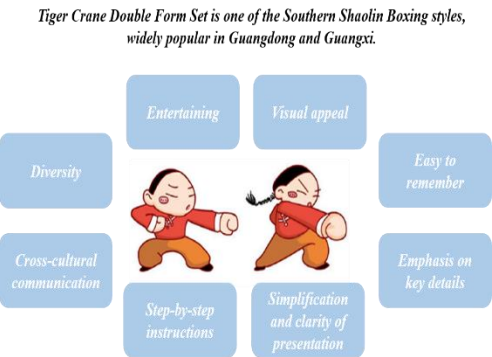 Tiger Crane Double Form Set is one of the Southern Shaolin Boxing styles,
widely popular in Guangdong and Guangxi.
Entertaining
Visual appeal
Diversity
Easy to
remember
Cross-cultural
communication
Emphasis on
key details
Step-by-step
instructions
Simplification
and clarity of
presentation